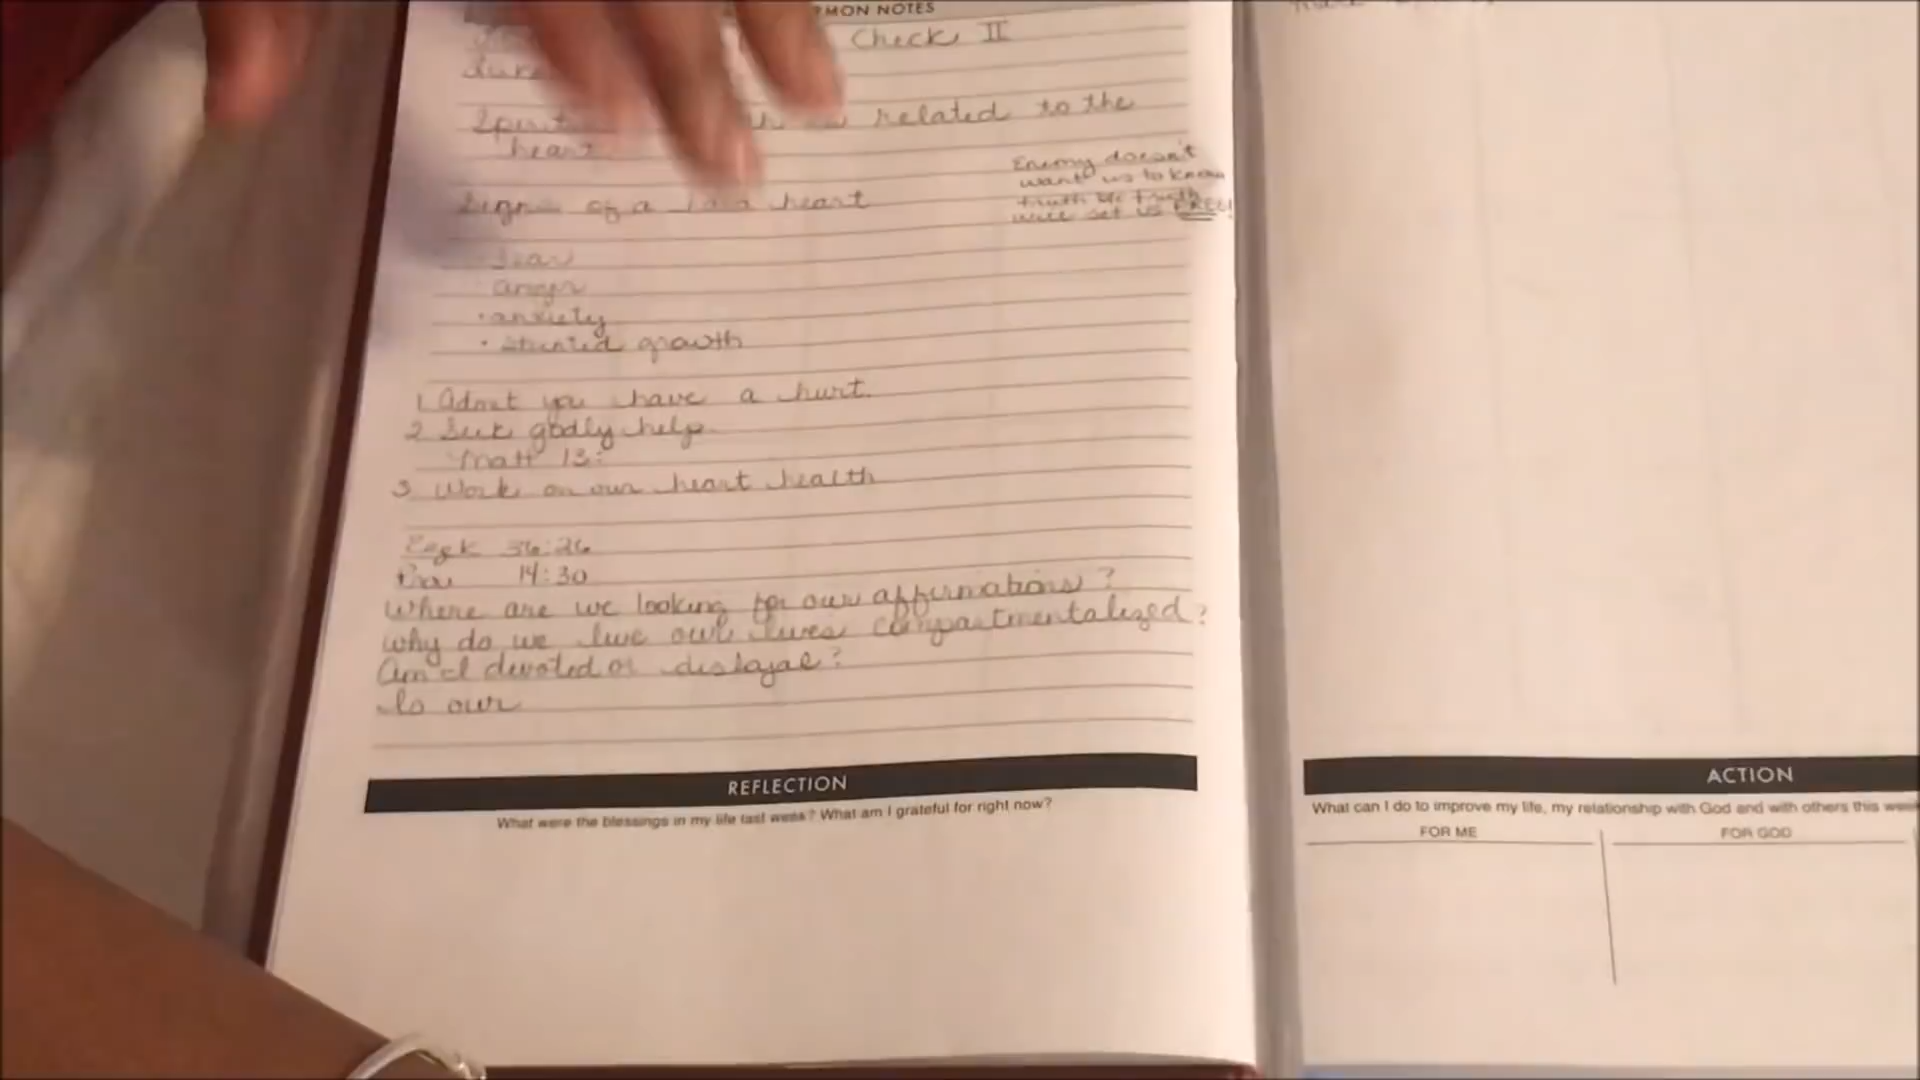 MON NOTES
Check II
Luke
related to the
heart
Enemy doesn't
want us to know
truth bc truth
will set us FREE!
Signs of a heart
fear
anger
· anxiety
· stunted growth
1 Admit you have a hurt.
2 Seek godly help
Matt 13:
3 Work on our heart health
Ezek 36:26
Prov 14:30
Where are we looking for our affirmations?
Why do we live our lives compartmentalized?
Am I devoted or disloyal?
Is our
REFLECTION
What were the blessings in my life last week? What am I grateful for right now?
ACTION
What can I do to improve my life, my relationship with God and with others this
FOR ME
FOR GOD